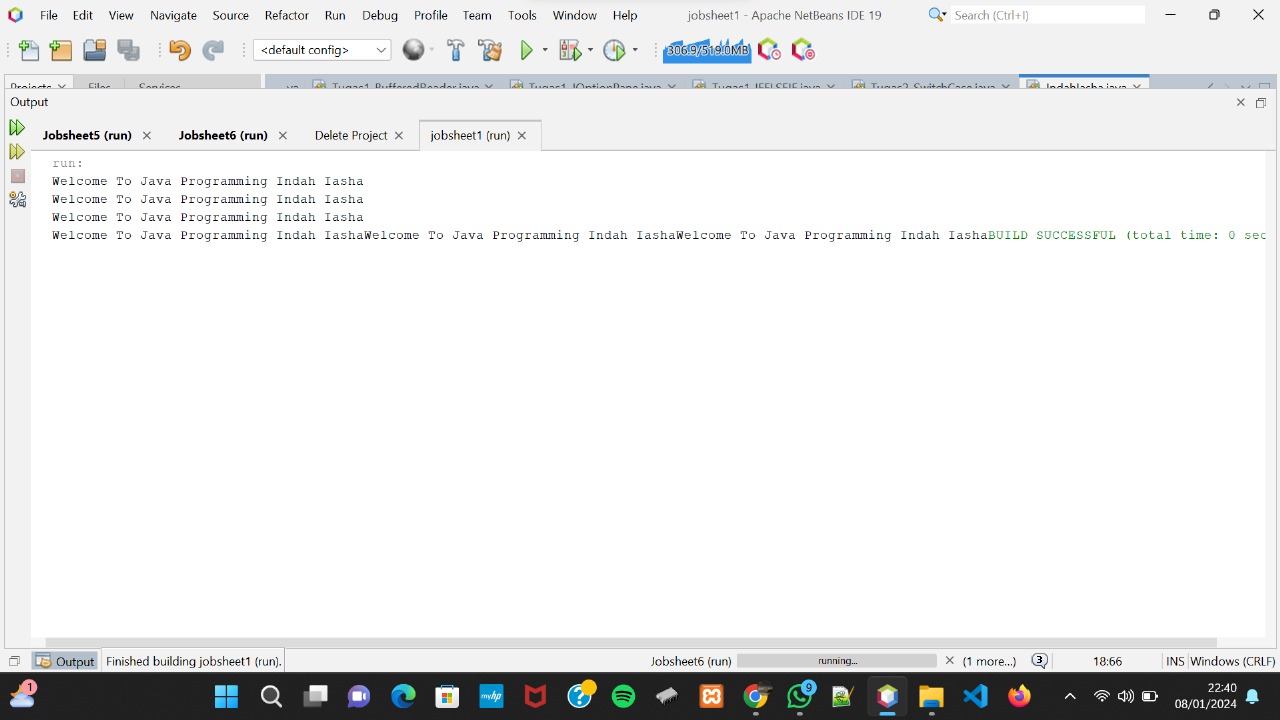 File Edit View Navigate Source Refactor Run Debug Profile Team Tools Window Help jobsheet1 - Apache NetBeans IDE 19 Search (Ctrl+I)
<default config> 306.9/519.0MB
Projects Files Services Tugas1_BufferedReader.java Tugas1_JOptionPane.java Tugas1_IFELSEIF.java Tugas2_SwitchCase.java IndahIasha.java
Output
Jobsheet5 (run) Jobsheet6 (run) Delete Project jobsheet1 (run)
run:
Welcome To Java Programming Indah Iasha
Welcome To Java Programming Indah Iasha
Welcome To Java Programming Indah Iasha
Welcome To Java Programming Indah IashaWelcome To Java Programming Indah IashaWelcome To Java Programming Indah IashaBUILD SUCCESSFUL (total time: 0 sec
Output Finished building jobsheet1 (run). Jobsheet6 (run) running... (1 more...) 3 18:66 INS Windows (CRLF)
1 myhp 9 22:40
08/01/2024